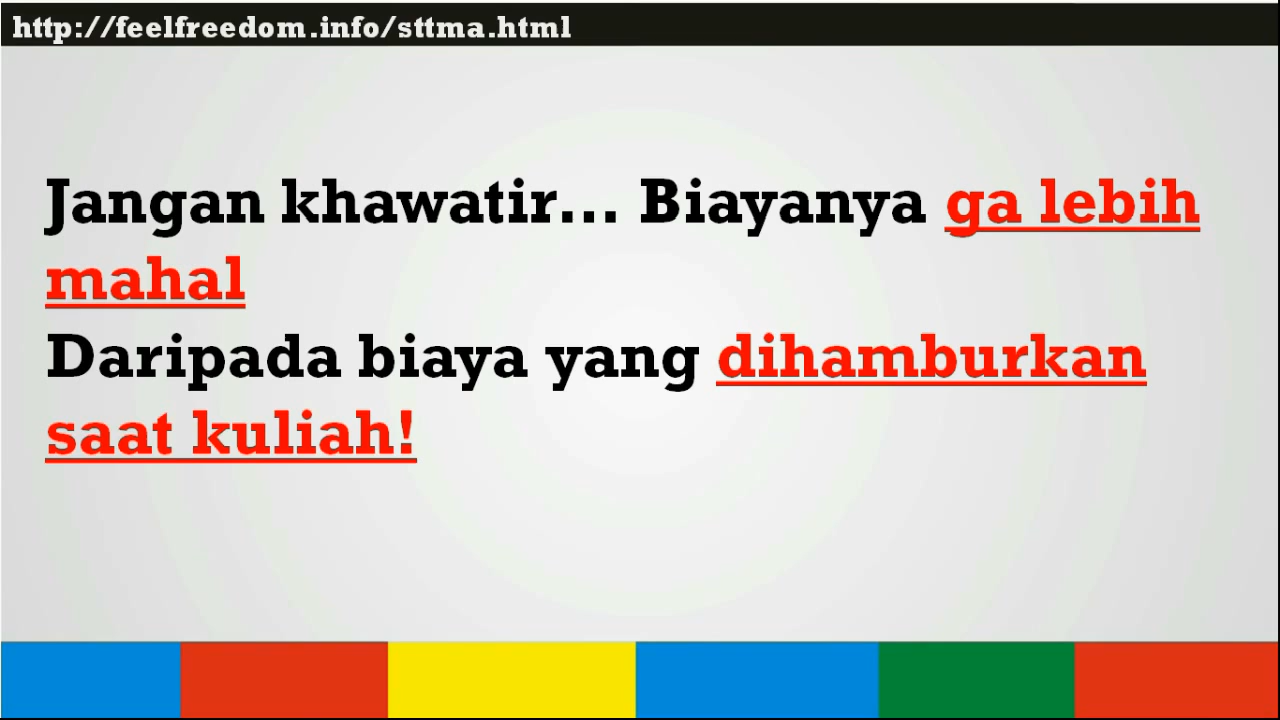 http://feelfreedom.info/sttma.html
Jangan khawatir... Biayanya ga lebih
mahal
Daripada biaya yang dihamburkan
saat kuliah!